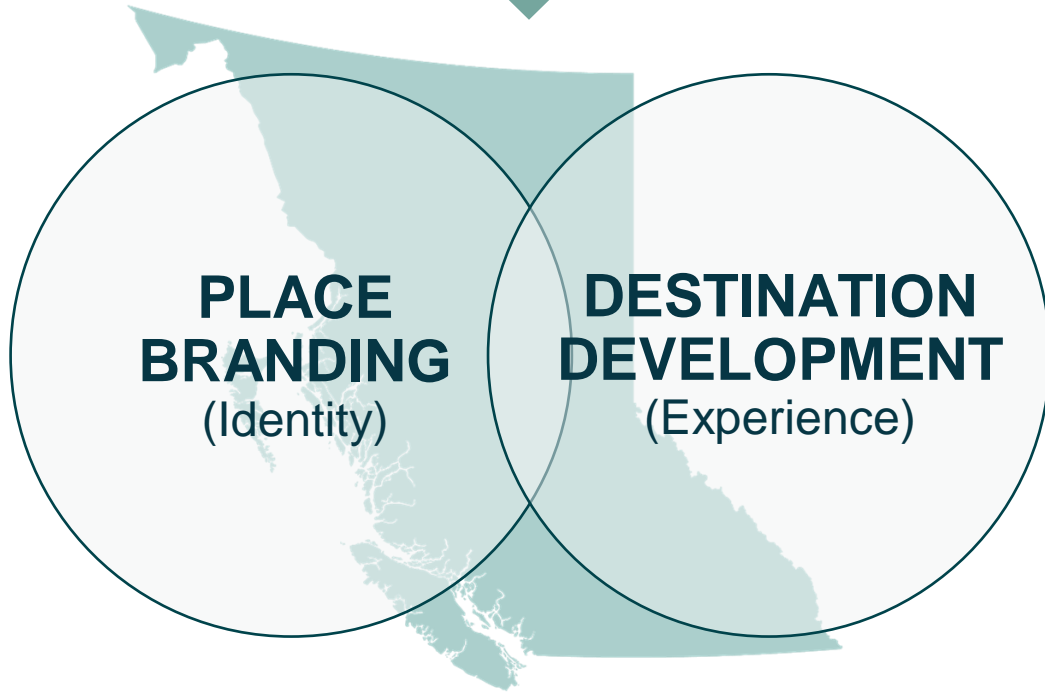 PLACE
BRANDING
(Identity)
DESTINATION
DEVELOPMENT
(Experience)